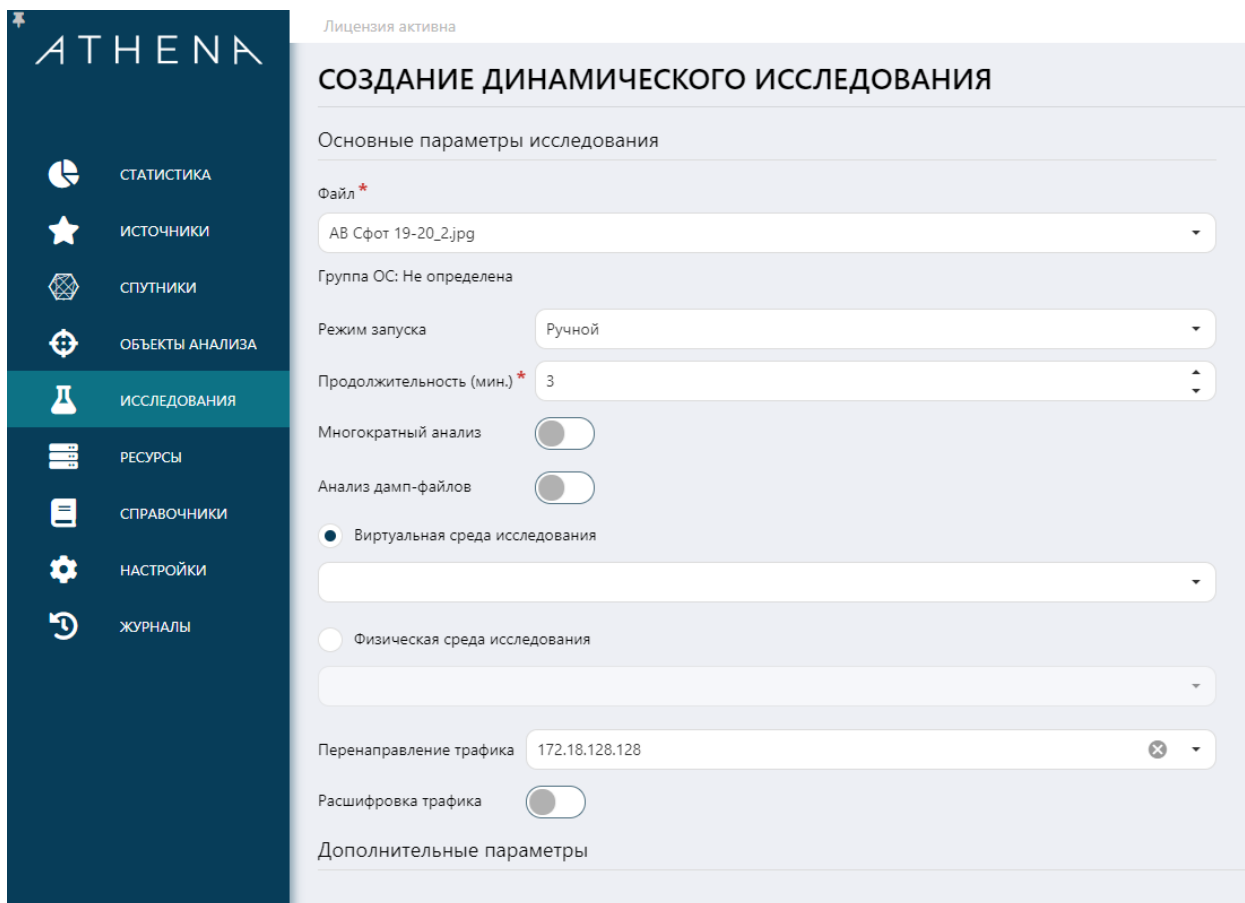 ATHENA
Лицензия активна
СОЗДАНИЕ ДИНАМИЧЕСКОГО ИССЛЕДОВАНИЯ
Основные параметры исследования
СТАТИСТИКА
ИСТОЧНИКИ
СПУТНИКИ
ОБЪЕКТЫ АНАЛИЗА
ИССЛЕДОВАНИЯ
РЕСУРСЫ
СПРАВОЧНИКИ
НАСТРОЙКИ
ЖУРНАЛЫ
Файл *
АВ Сфот 19-20_2.jpg
Группа ОС: Не определена
Режим запуска Ручной
Продолжительность (мин.) * 3
Многократный анализ
Анализ дамп-файлов
Виртуальная среда исследования
Физическая среда исследования
Перенаправление трафика 172.18.128.128
Расшифровка трафика
Дополнительные параметры